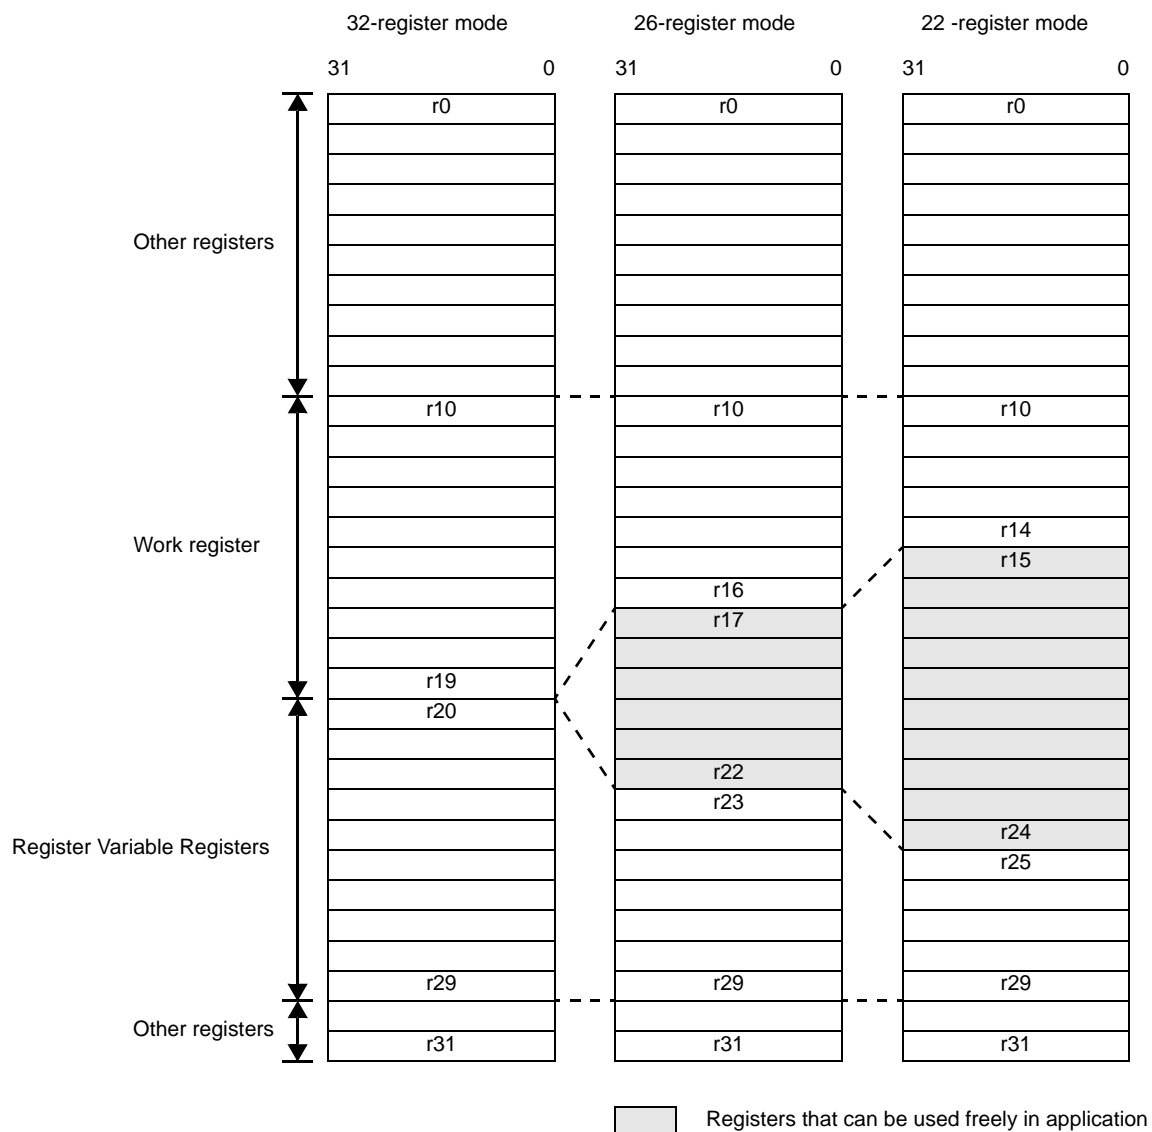 32-register mode 26-register mode 22 -register mode
31 0 31 0 31 0
r0 r0 r0
Other registers
r10 r10 r10
r14
Work register
r15
r16
r17
r19
r20
r22
r23
r24
Register Variable Registers
r25
r29 r29 r29
Other registers
r31 r31 r31
Registers that can be used freely in application